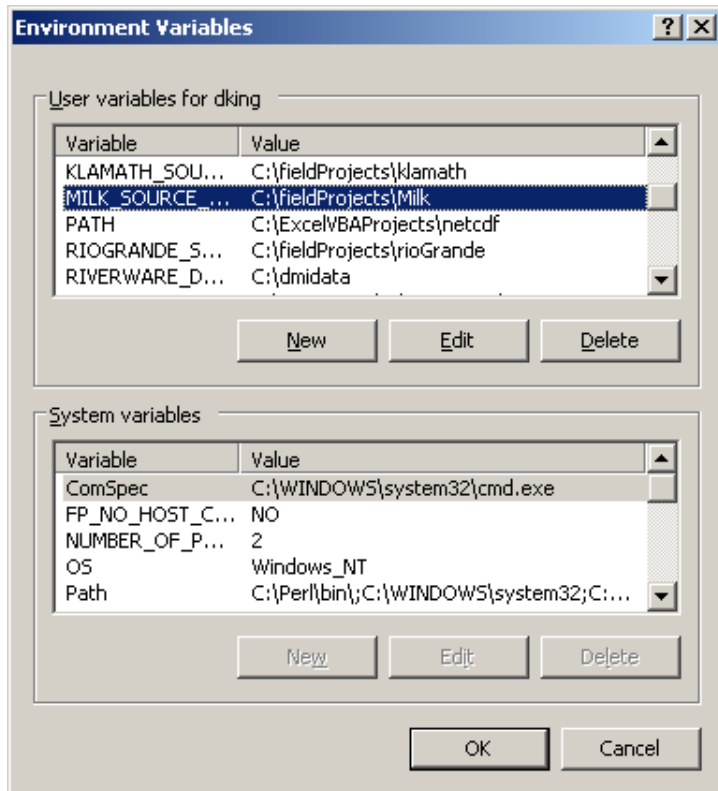 Environment Variables
User variables for dking
Variable Value
KLAMATH_SOU... C:\fieldProjects\klamath
MILK_SOURCE_... C:\fieldProjects\Milk
PATH C:\ExcelVBAProjects\netcdf
RIOGRANDE_S... C:\fieldProjects\rioGrande
RIVERWARE_D... C:\dmidata
New Edit Delete
System variables
Variable Value
ComSpec C:\WINDOWS\system32\cmd.exe
FP_NO_HOST_C... NO
NUMBER_OF_P... 2
OS Windows_NT
Path C:\Perl\bin\;C:\WINDOWS\system32;C:...
New Edit Delete
OK Cancel